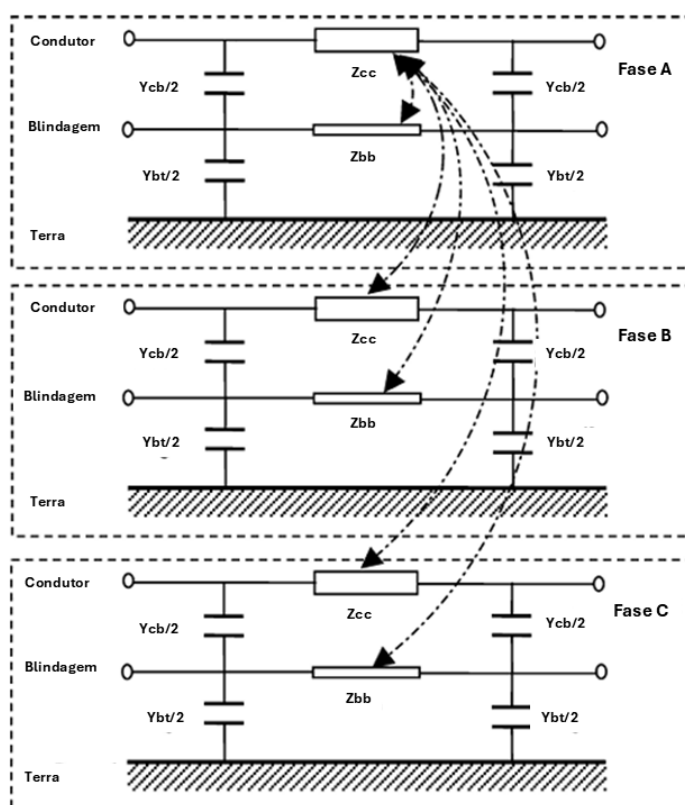 Condutor
Zcc
Fase A
Ycb/2
Ycb/2
Blindagem
Zbb
Ybt/2
Ybt/2
Terra
Condutor
Zcc
Fase B
Ycb/2
Ycb/2
Blindagem
Zbb
Ybt/2
Ybt/2
Terra
Condutor
Zcc
Fase C
Ycb/2
Ycb/2
Blindagem
Zbb
Ybt/2
Ybt/2
Terra